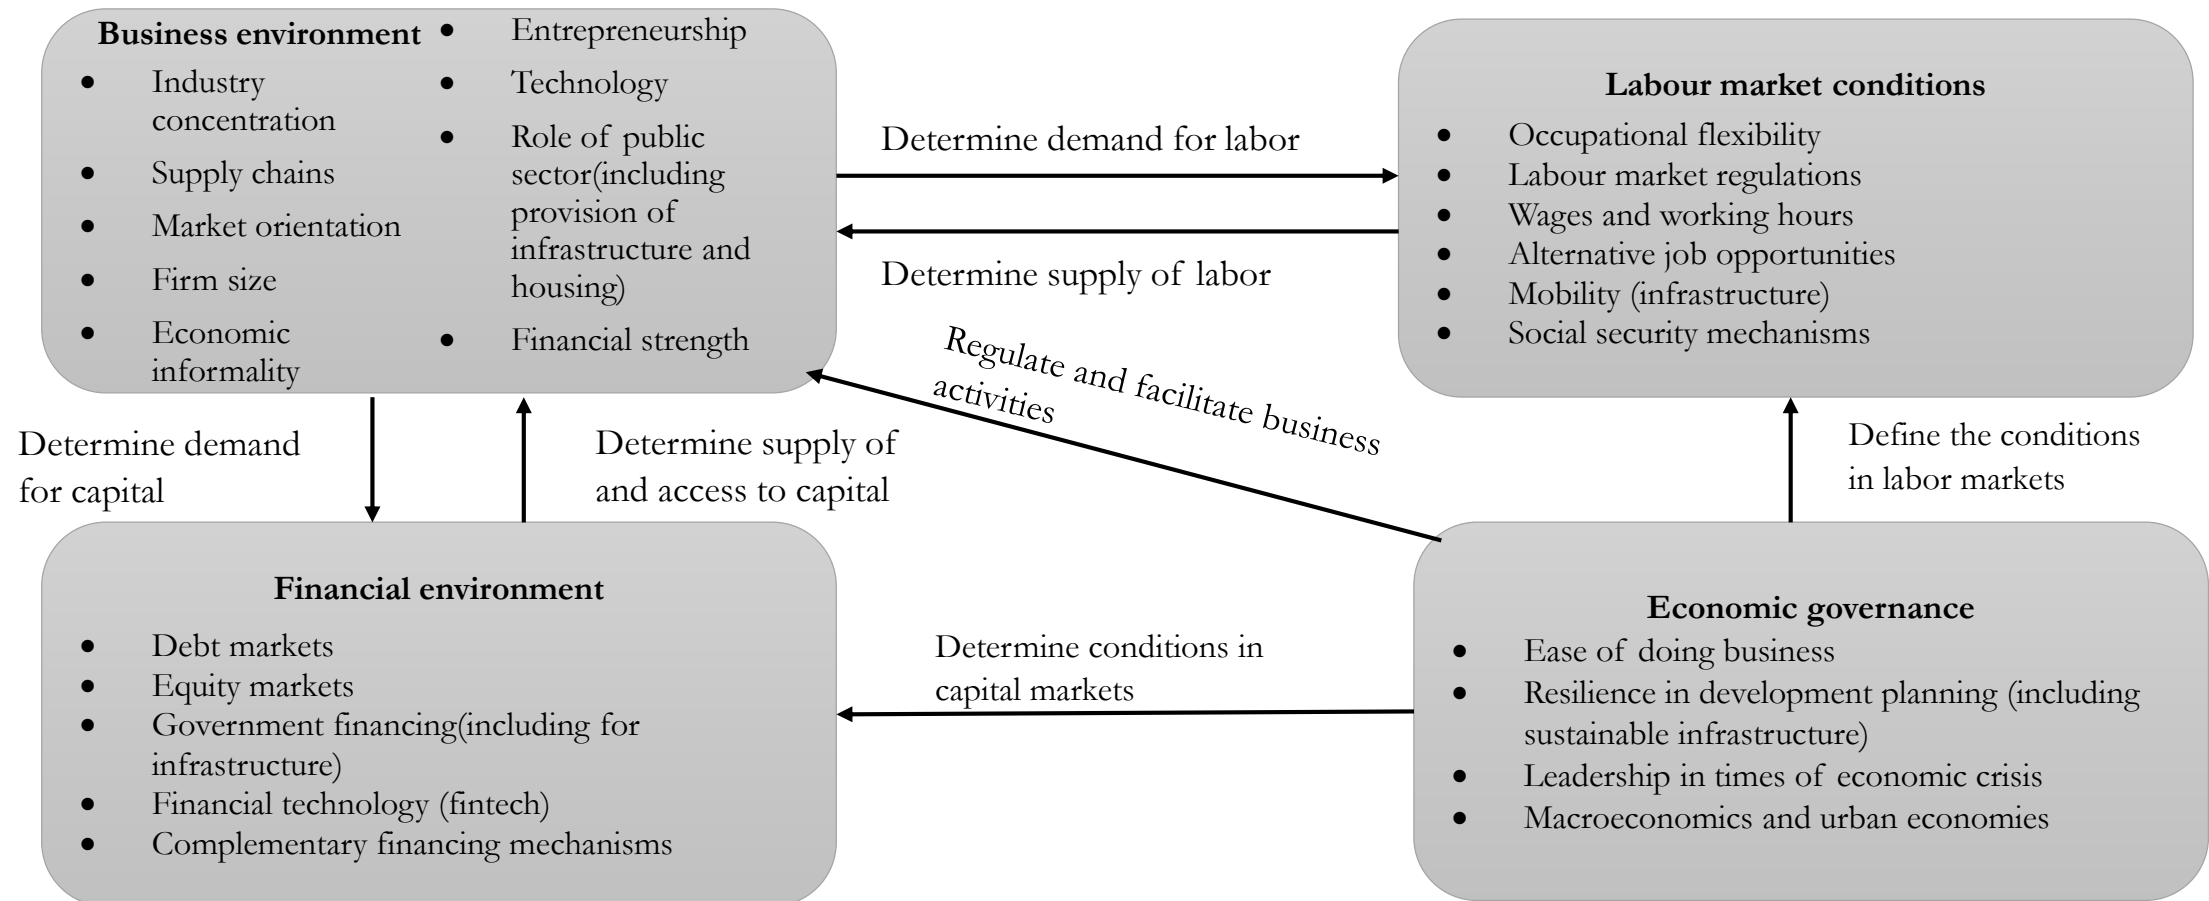 Business environment
• Industry
concentration
• Supply chains
• Market orientation
• Firm size
• Economic
informality
• Entrepreneurship
• Technology
• Role of public
sector(including
provision of
infrastructure and
housing)
• Financial strength
Determine demand for labor
Determine supply of labor
Labour market conditions
• Occupational flexibility
• Labour market regulations
• Wages and working hours
• Alternative job opportunities
• Mobility (infrastructure)
• Social security mechanisms
Regulate and facilitate business
activities
Determine demand
for capital
Determine supply of
and access to capital
Define the conditions
in labor markets
Financial environment
• Debt markets
• Equity markets
• Government financing(including for
infrastructure)
• Financial technology (fintech)
• Complementary financing mechanisms
Determine conditions in
capital markets
Economic governance
• Ease of doing business
• Resilience in development planning (including
sustainable infrastructure)
• Leadership in times of economic crisis
• Macroeconomics and urban economies